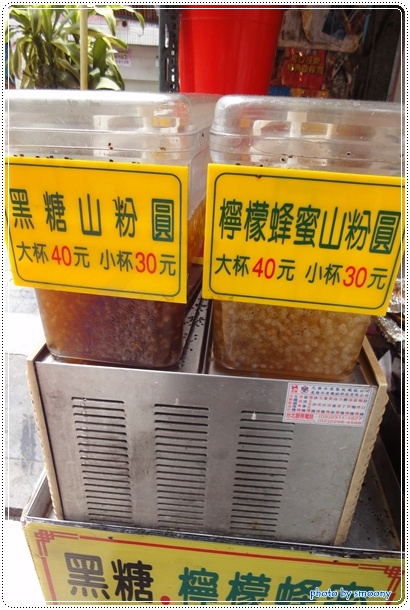 黑糖山粉圓
大杯40元 小杯30元
檸檬蜂蜜山粉圓
大杯40元 小杯30元
黑糖.檸檬蜂蜜
photo by smoony